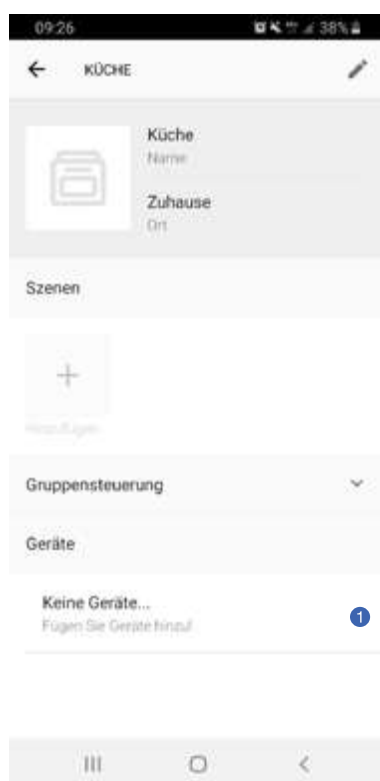 09:26 38%
KÜCHE
Küche
Name
Zuhause
Ort
Szenen
Hinzufügen
Gruppensteuerung
Geräte
Keine Geräte...
Fügen Sie Geräte hinzu!
1